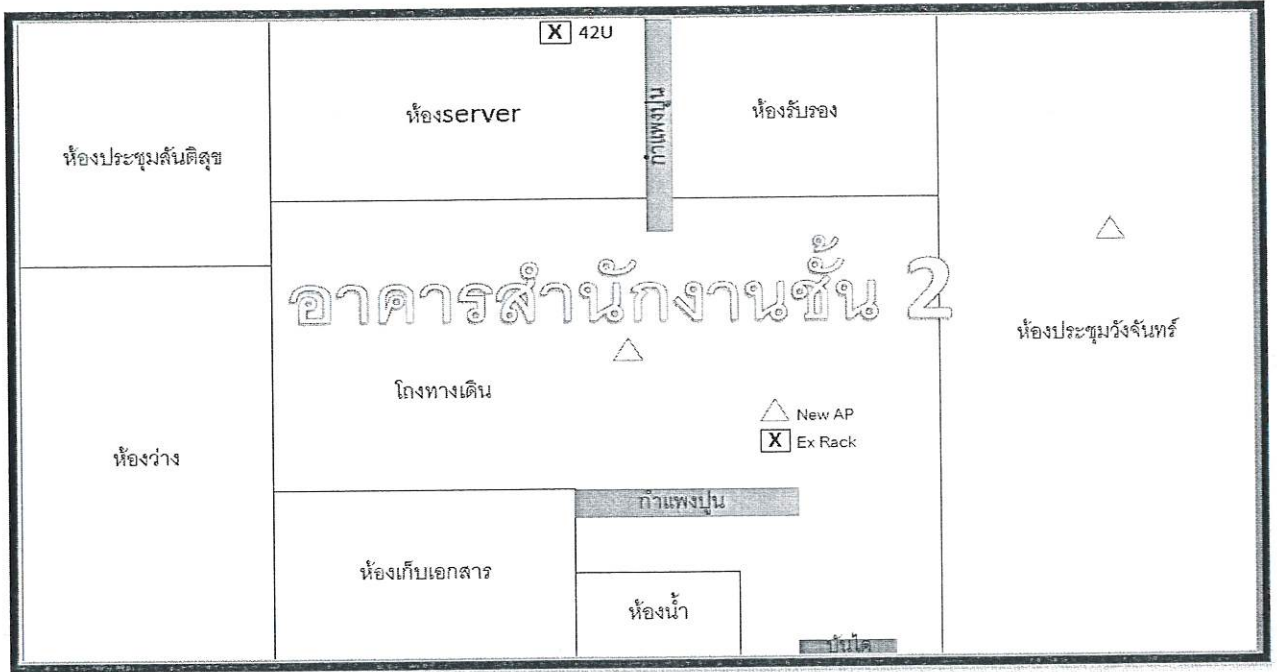 X 42U
ห้องserver
กำแพงปูน
ห้องรับรอง
ห้องประชุมสันติสุข
อาคารสำนักงานชั้น 2
ห้องประชุมวังจันทร์
โถงทางเดิน
New AP
X Ex Rack
ห้องว่าง
กำแพงปูน
ห้องเก็บเอกสาร
ห้องน้ำ
บันได